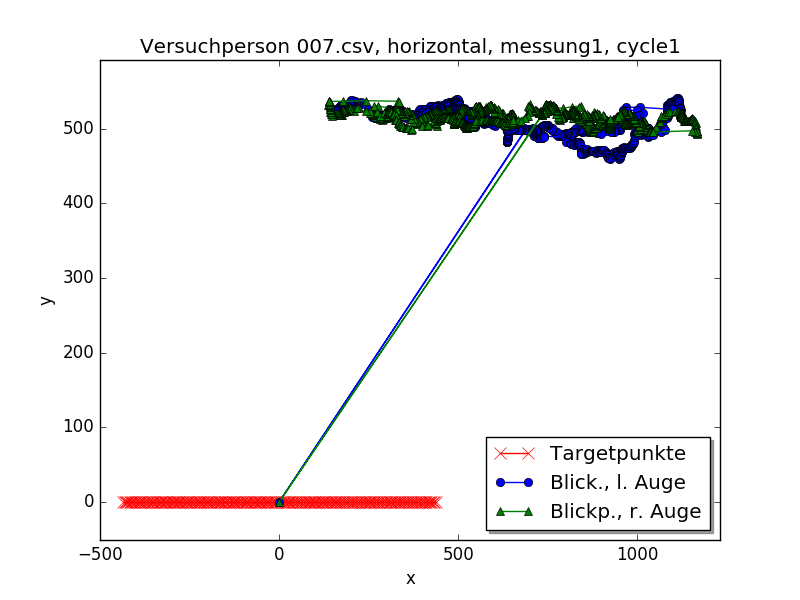 Versuchperson 007.csv, horizontal, messung1, cycle1
y
500
400
300
200
100
0
−500
0
500
1000
x
Targetpunkte
Blick., l. Auge
Blickp., r. Auge